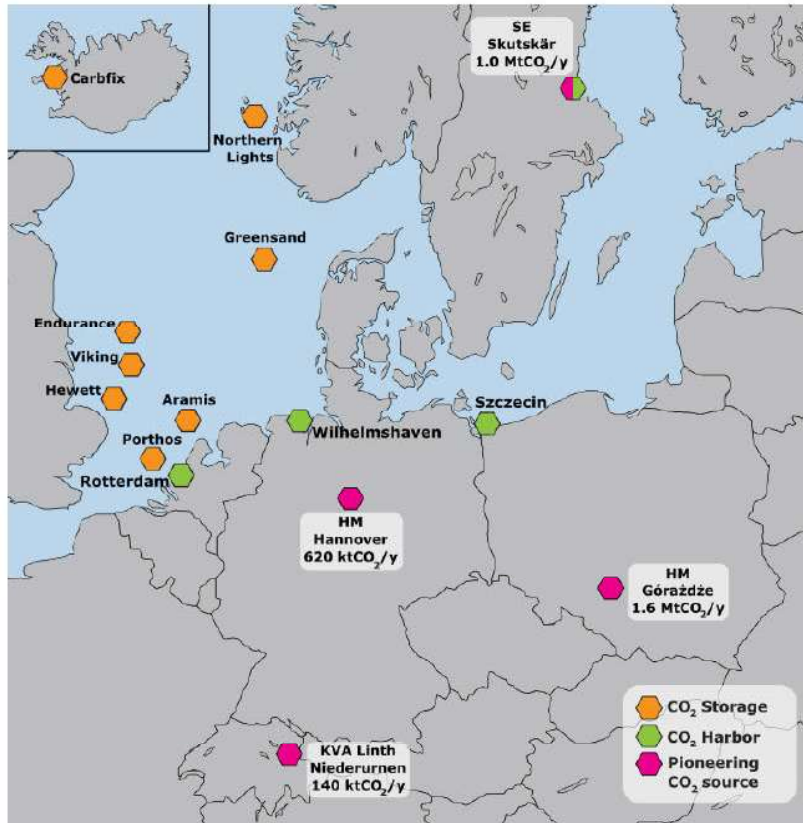 Carbfix
SE
Skutskär
1.0 MtCO₂/y
Northern
Lights
Greensand
Endurance
Viking
Hewett
Aramis
Szczecin
Wilhelmshaven
Porthos
Rotterdam
HM
Hannover
620 ktCO₂/y
HM
Górażdże
1.6 MtCO₂/y
KVA Linth
Niederurnen
140 ktCO₂/y
CO₂ Storage
CO₂ Harbor
Pioneering
CO₂ source